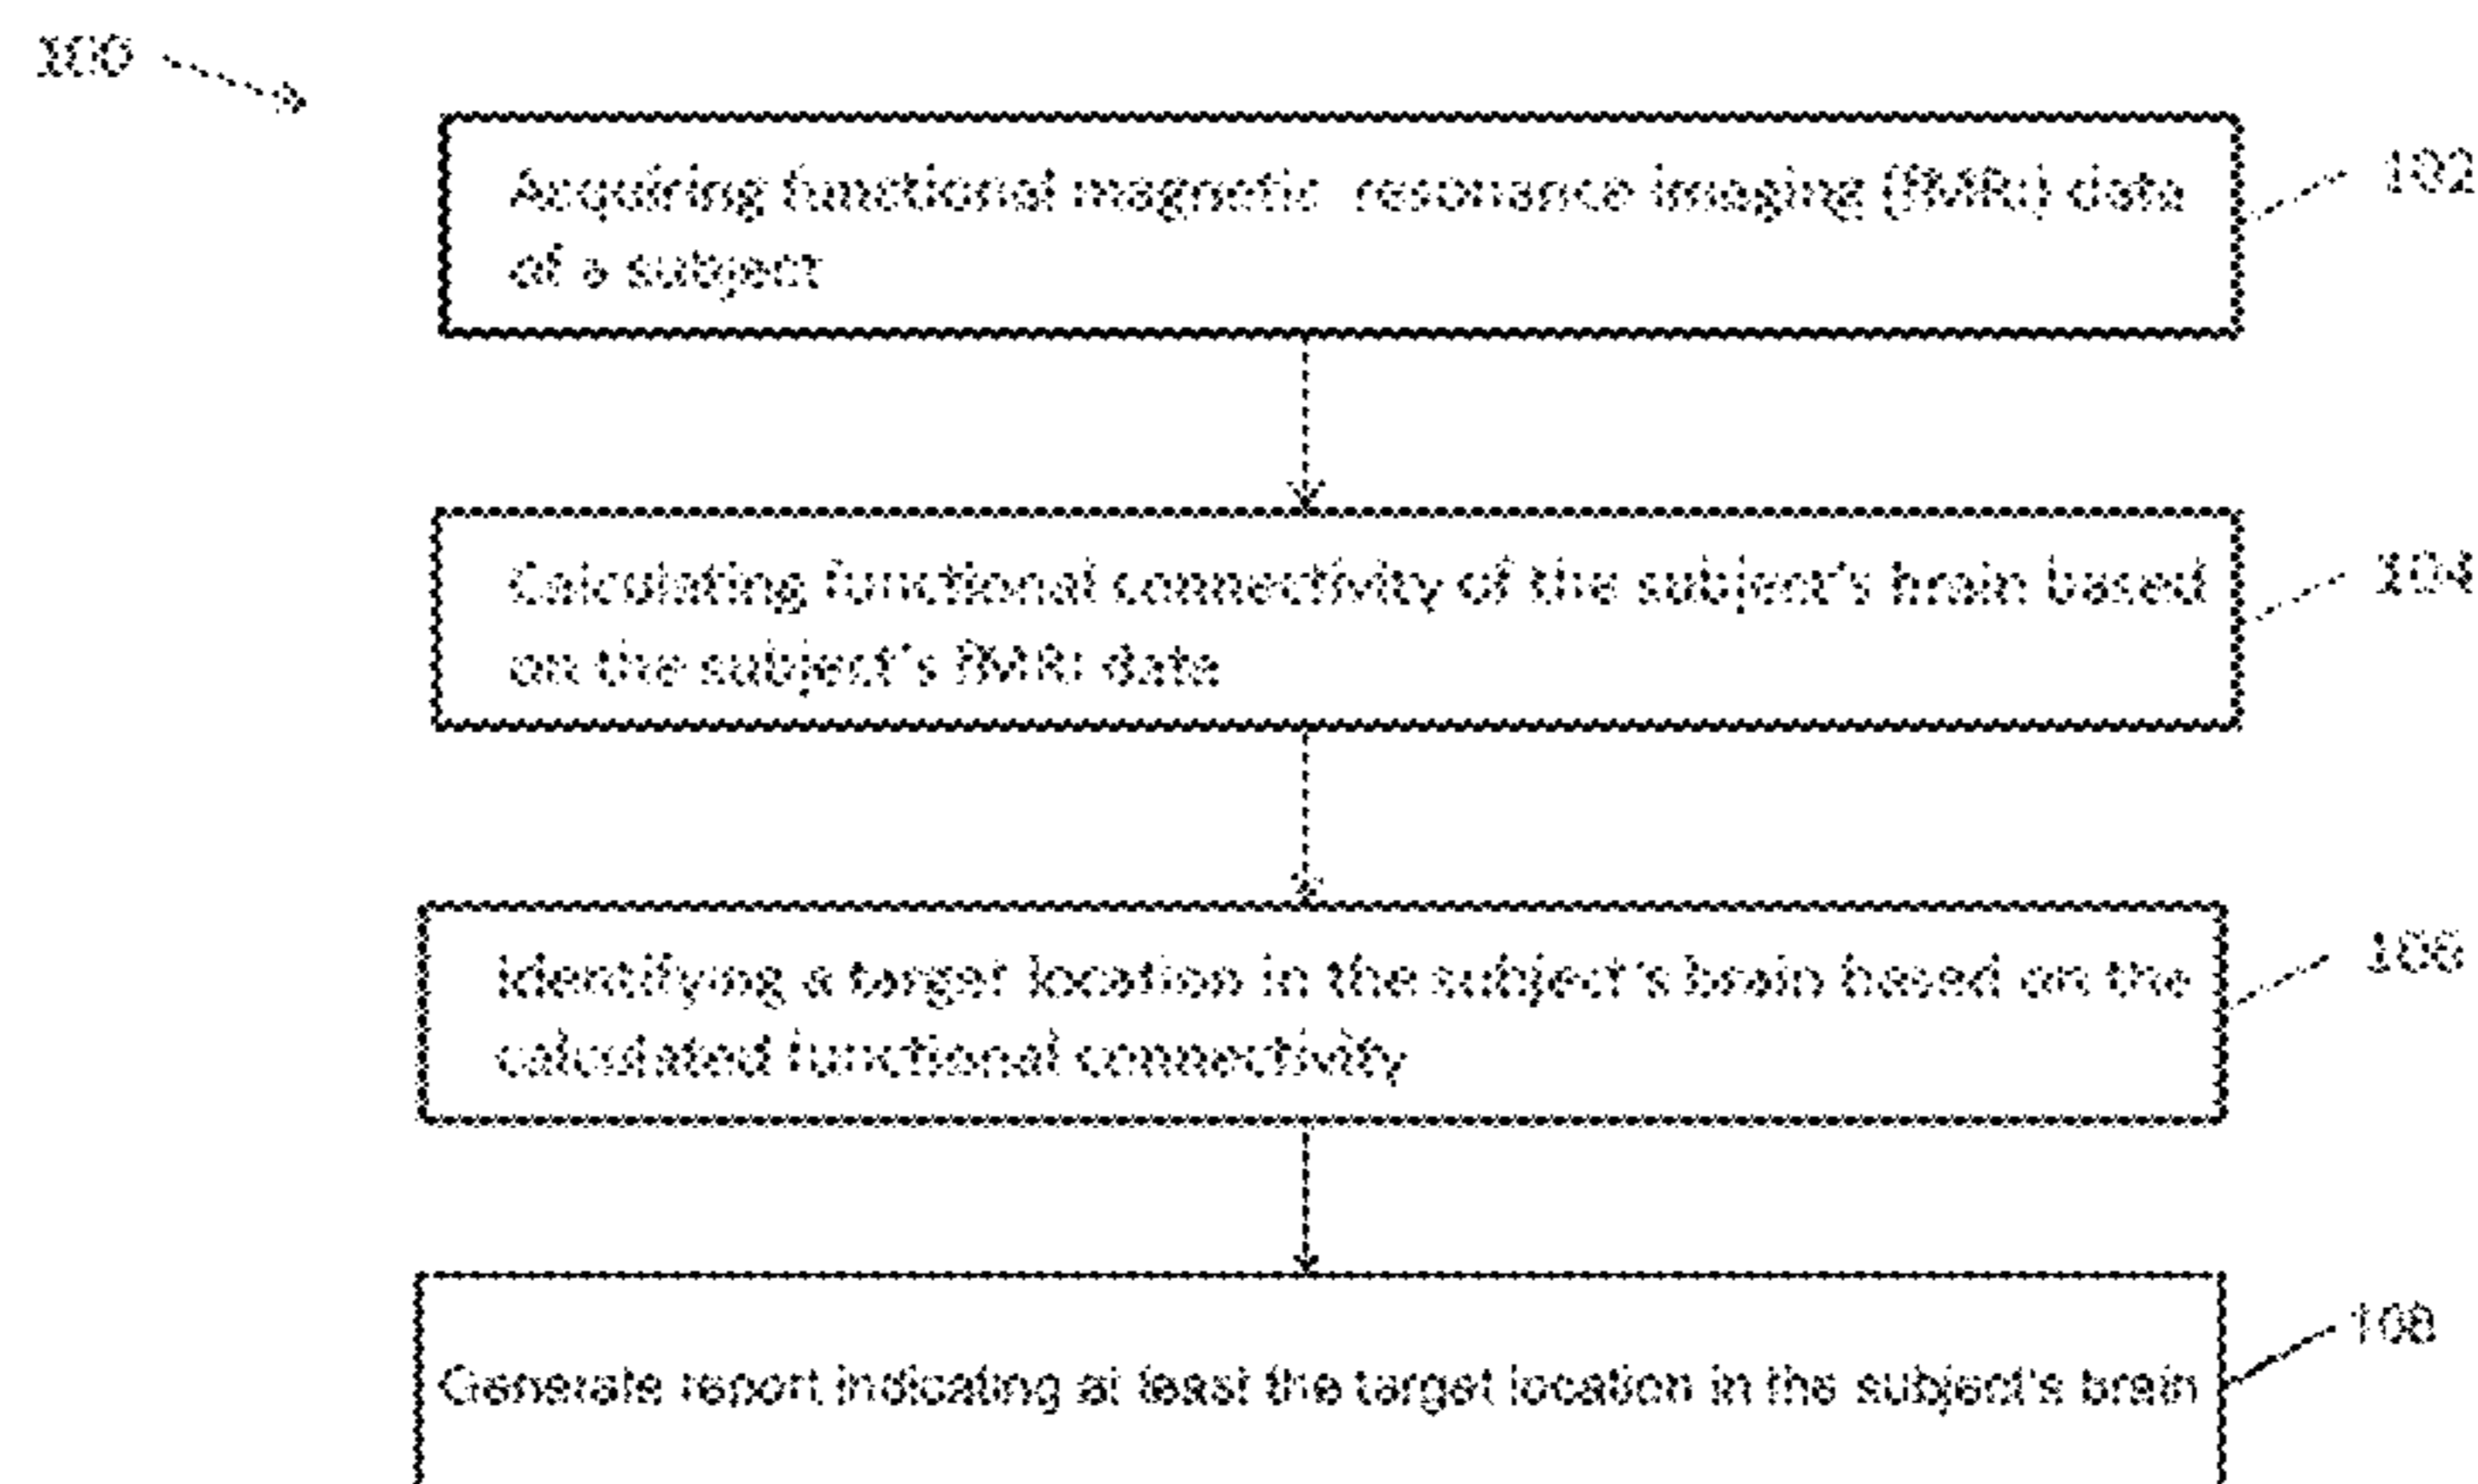 100
Acquiring functional magnetic resonance imaging (fMRI) data
of a subject
102
Calculating functional connectivity of the subject's brain based
on the subject's fMRI data
104
Identifying a target location in the subject's brain based on the
calculated functional connectivity
106
Generate report indicating at least the target location in the subject's brain
108